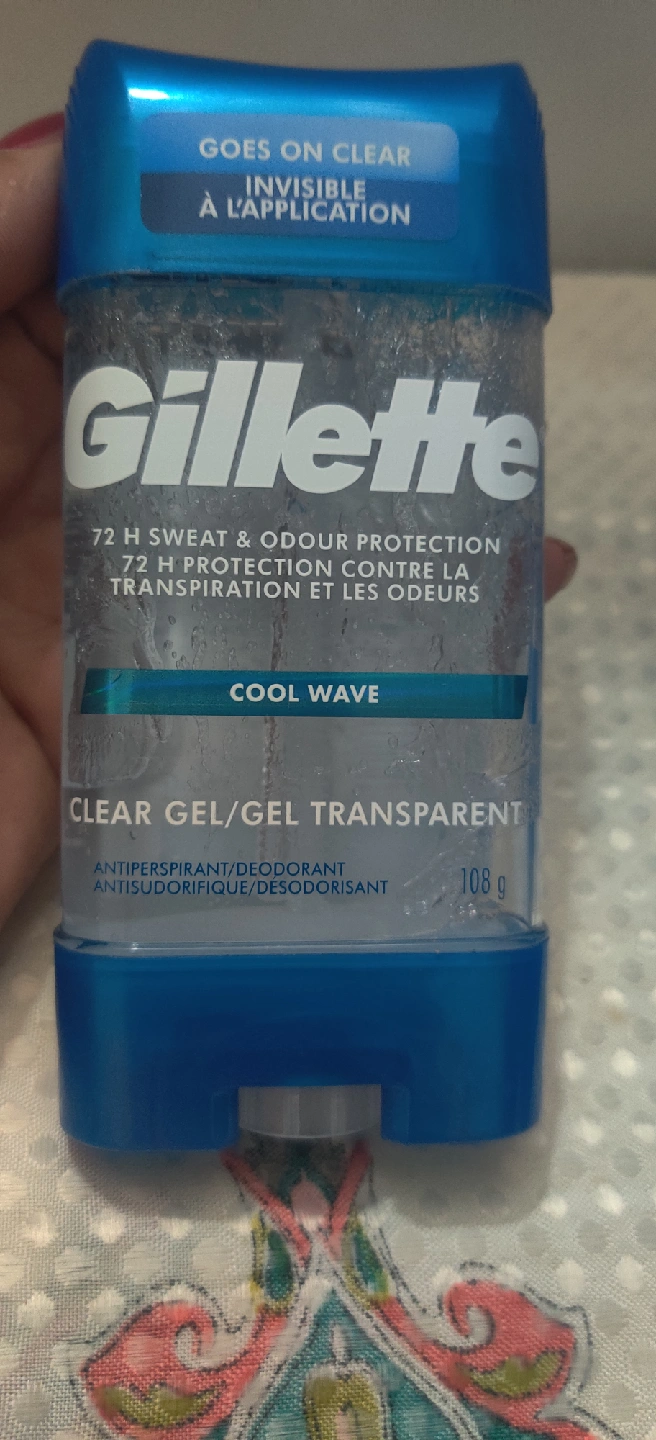 GOES ON CLEAR
INVISIBLE
À L'APPLICATION
Gillette
72 H SWEAT & ODOUR PROTECTION
72 H PROTECTION CONTRE LA
TRANSPIRATION ET LES ODEURS
COOL WAVE
CLEAR GEL/GEL TRANSPARENT
ANTIPERSPIRANT/DEODORANT
ANTISUDORIFIQUE/DESODORISANT
108 g